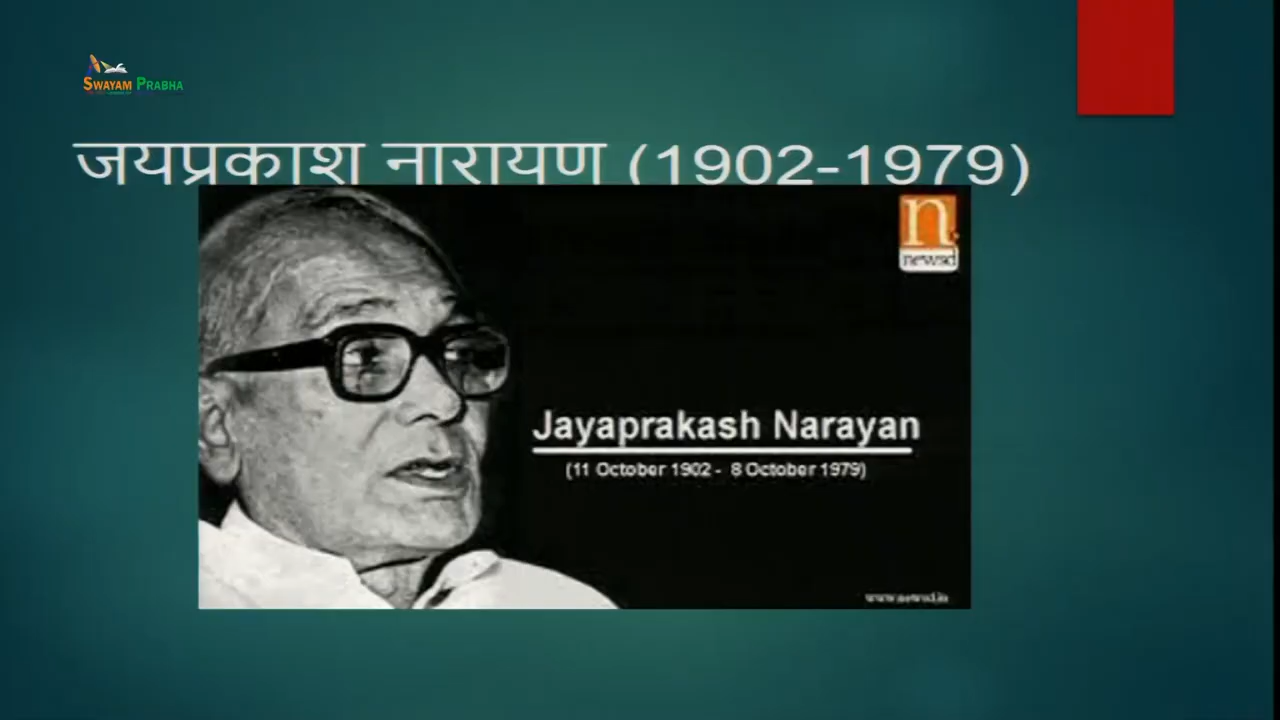 SWAYAM PRABHA
जयप्रकाश नारायण (1902-1979)
n
newsd
Jayaprakash Narayan
(11 October 1902 - 8 October 1979)
www.newsd.in